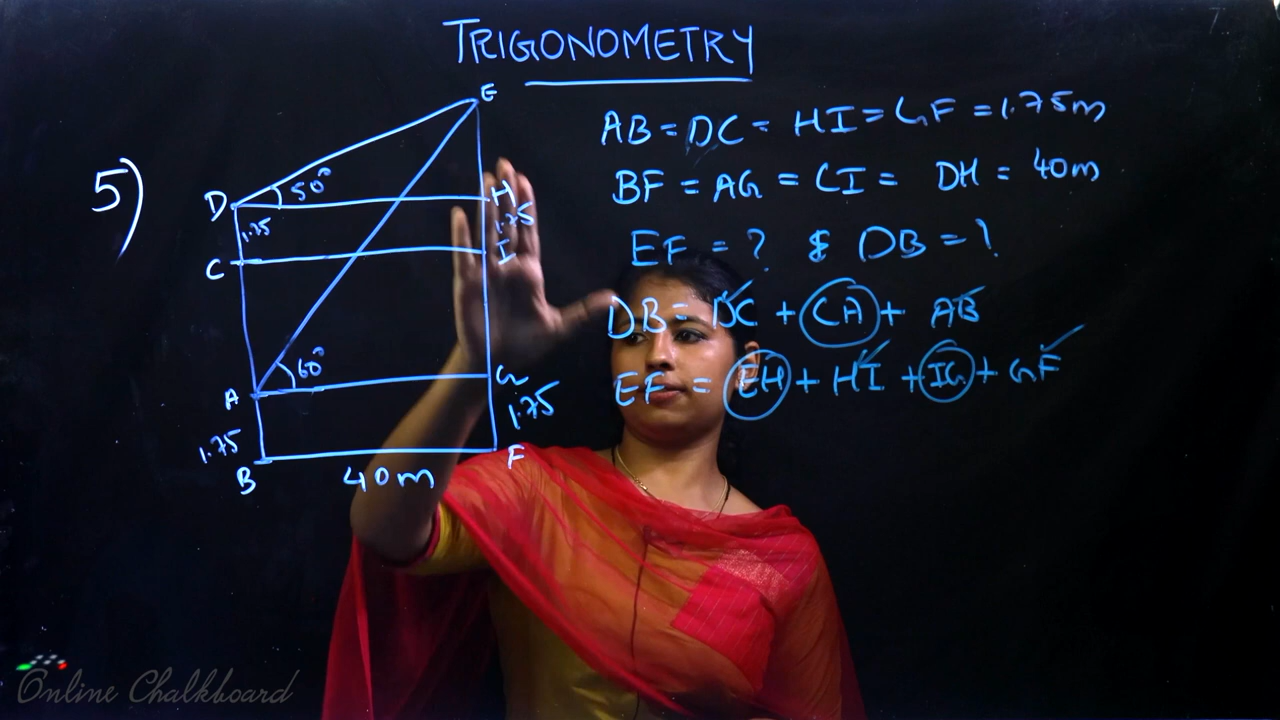 TRIGONOMETRY
5)
E
D 50° H
1.75 1.75
C I
60°
A G
1.75 1.75
B 40m F
AB = DC = HI = GF = 1.75m
BF = AG = CI = DH = 40m
EF = ? & DB = ?
DB = DC + CA + AB
EF = EH + HI + IG + GF
Online Chalkboard